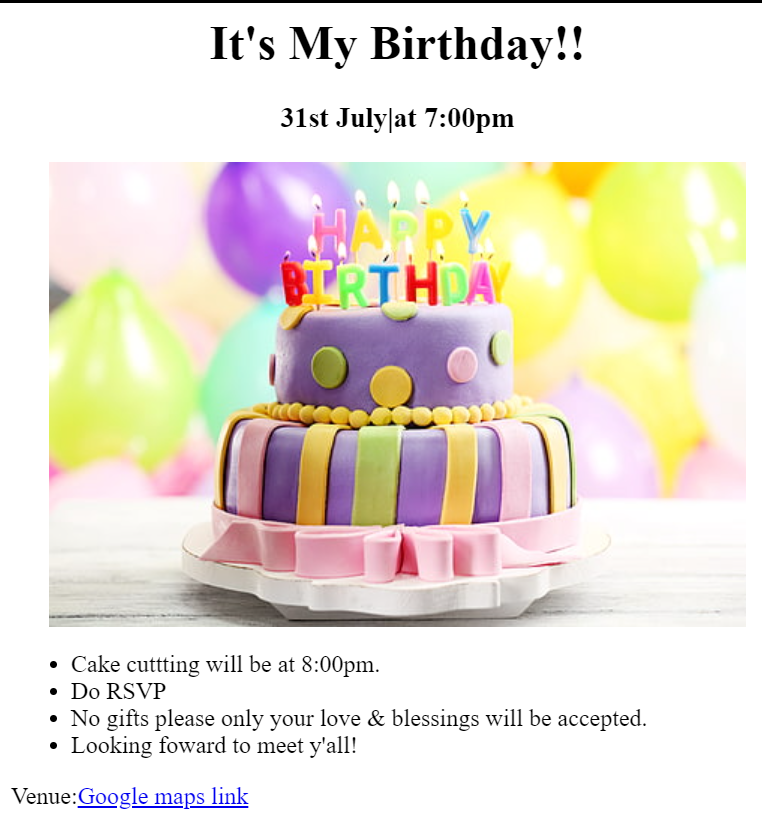 It's My Birthday!!
31st July|at 7:00pm
HAPPY
BIRTHDAY
Cake cuttting will be at 8:00pm.
Do RSVP
No gifts please only your love & blessings will be accepted.
Looking foward to meet y'all!
Venue:Google maps link